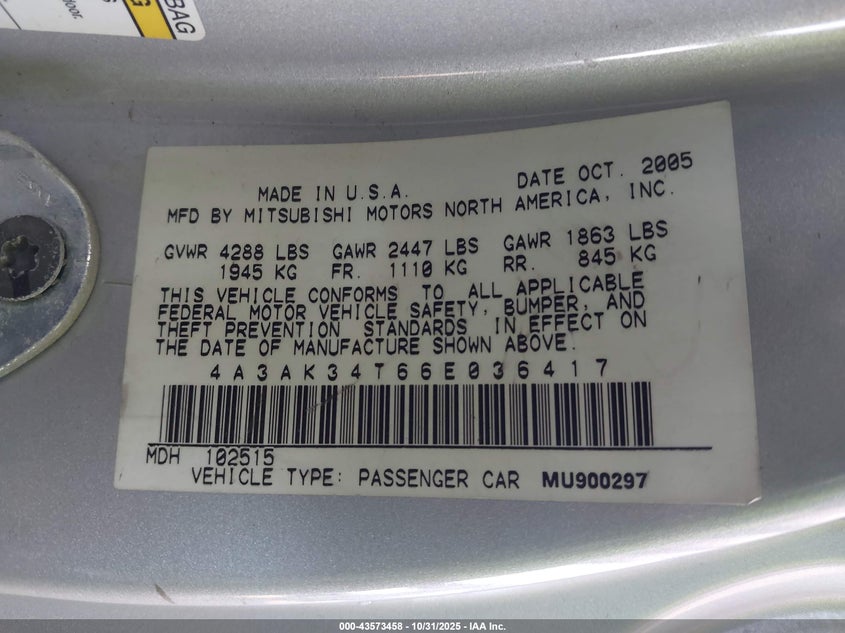 BAG
G
door.
MADE IN U.S.A. DATE OCT. 2005
MFD BY MITSUBISHI MOTORS NORTH AMERICA, INC.
GVWR 4288 LBS GAWR 2447 LBS GAWR 1863 LBS
1945 KG FR. 1110 KG RR. 845 KG
THIS VEHICLE CONFORMS TO ALL APPLICABLE
FEDERAL MOTOR VEHICLE SAFETY, BUMPER, AND
THEFT PREVENTION STANDARDS IN EFFECT ON
THE DATE OF MANUFACTURE SHOWN ABOVE.
4A3AK34T66E036417
MDH 102515
VEHICLE TYPE: PASSENGER CAR MU900297
000-43573458 - 10/31/2025 - IAA Inc.